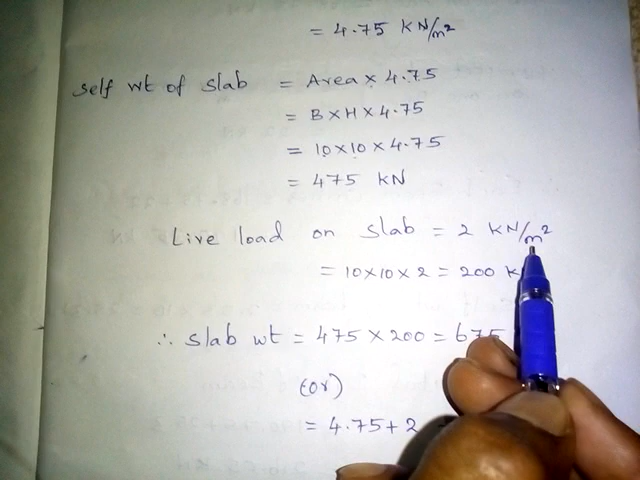 = 4.75 KN/m²
Self wt of slab = Area × 4.75
= B×H×4.75
= 10×10×4.75
= 475 KN
Live load on slab = 2 KN/m²
= 10×10×2 = 200 K
∴ slab wt = 475 × 200 = 675
(or)
= 4.75 + 2